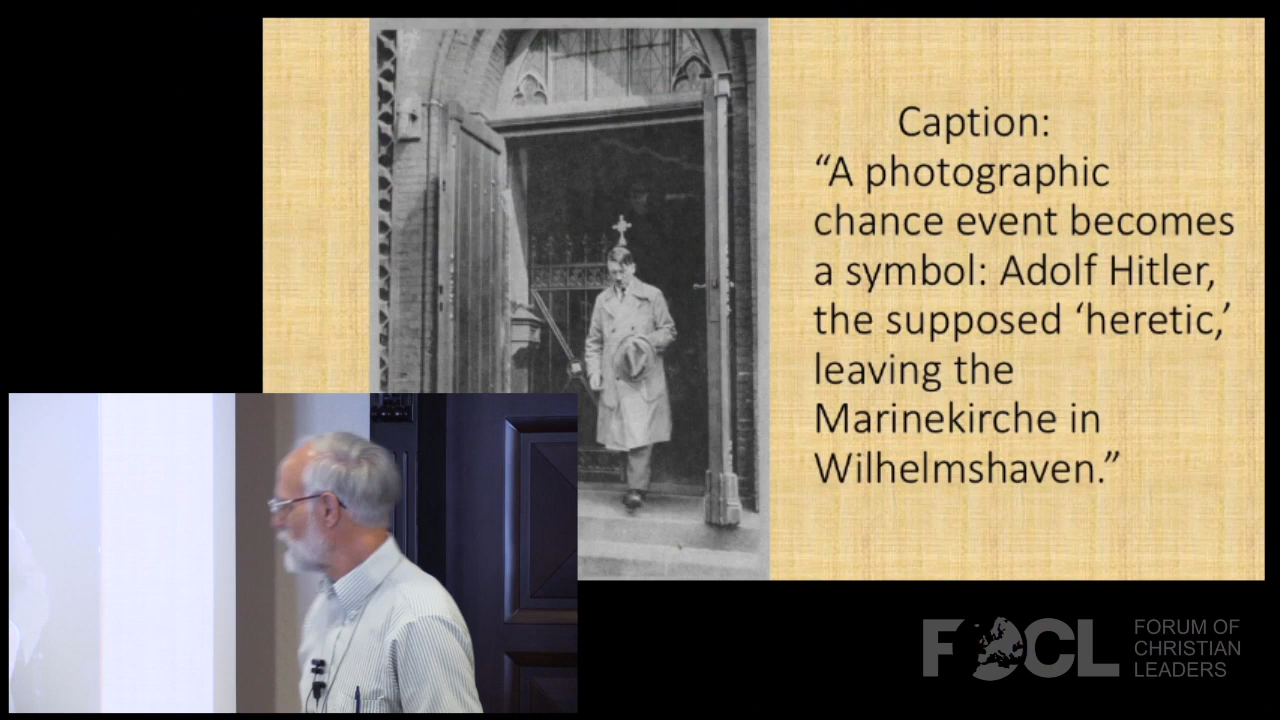 Caption:
“A photographic
chance event becomes
a symbol: Adolf Hitler,
the supposed ‘heretic,’
leaving the
Marinekirche in
Wilhelmshaven.”
FOCL
FORUM OF
CHRISTIAN
LEADERS